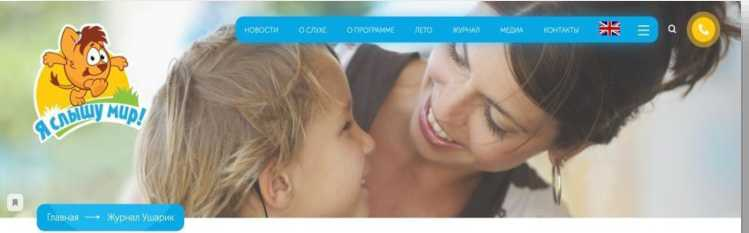 НОВОСТИ О СЛУХЕ О ПРОГРАММЕ ЛЕТО ЖУРНАЛ МЕДИА КОНТАКТЫ
Я СЛЫШУ МИР!
Главная → Журнал Ушарик